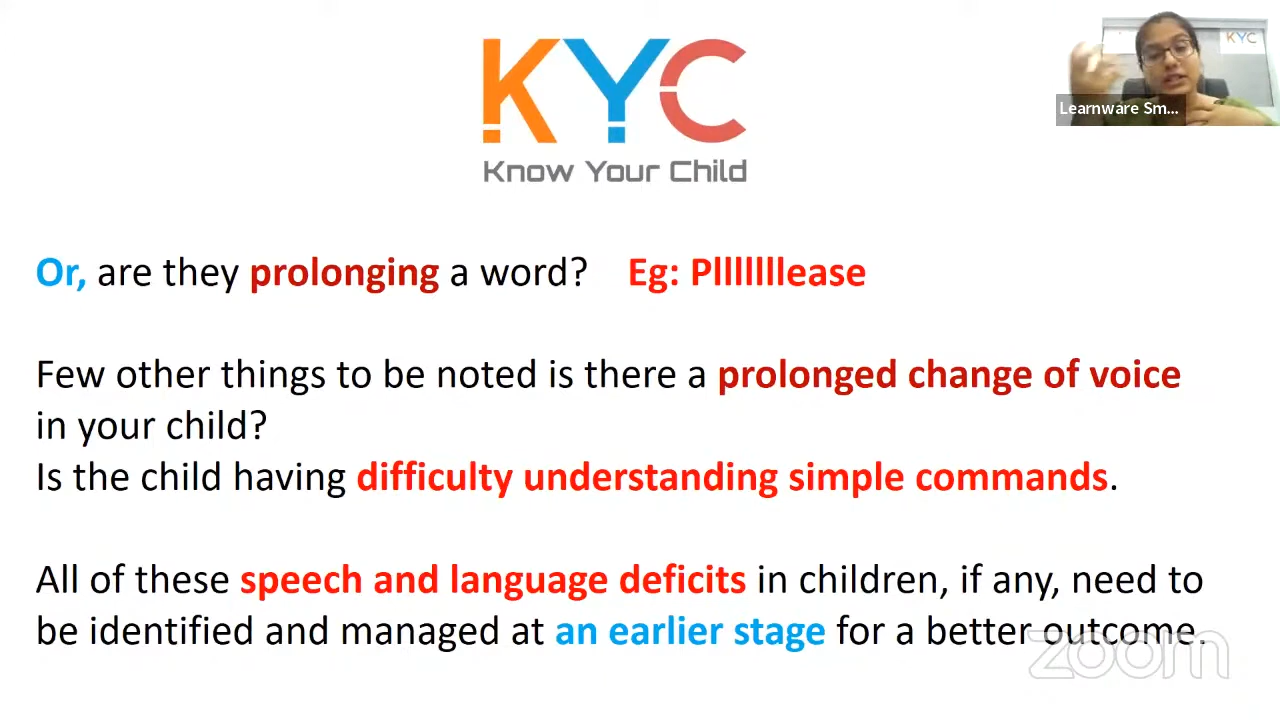 KYC
Know Your Child
KYC
Learnware Sm...
Or, are they prolonging a word? Eg: Plllllllease
Few other things to be noted is there a prolonged change of voice
in your child?
Is the child having difficulty understanding simple commands.
All of these speech and language deficits in children, if any, need to
be identified and managed at an earlier stage for a better outcome.
zoom